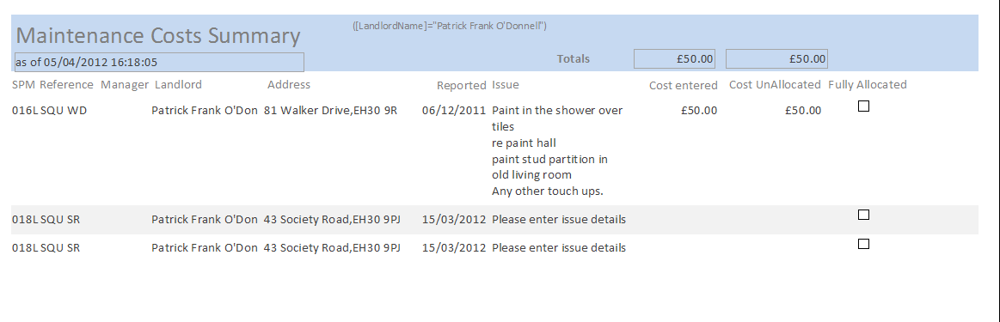 Maintenance Costs Summary
([LandlordName]="Patrick Frank O'Donnell")
as of 05/04/2012 16:18:05
Totals £50.00 £50.00
SPM Reference Manager Landlord Address Reported Issue Cost entered Cost UnAllocated Fully Allocated
016L SQU WD Patrick Frank O'Don 81 Walker Drive,EH30 9R 06/12/2011 Paint in the shower over £50.00 £50.00
tiles
re paint hall
paint stud partition in
old living room
Any other touch ups.
018L SQU SR Patrick Frank O'Don 43 Society Road,EH30 9PJ 15/03/2012 Please enter issue details
018L SQU SR Patrick Frank O'Don 43 Society Road,EH30 9PJ 15/03/2012 Please enter issue details